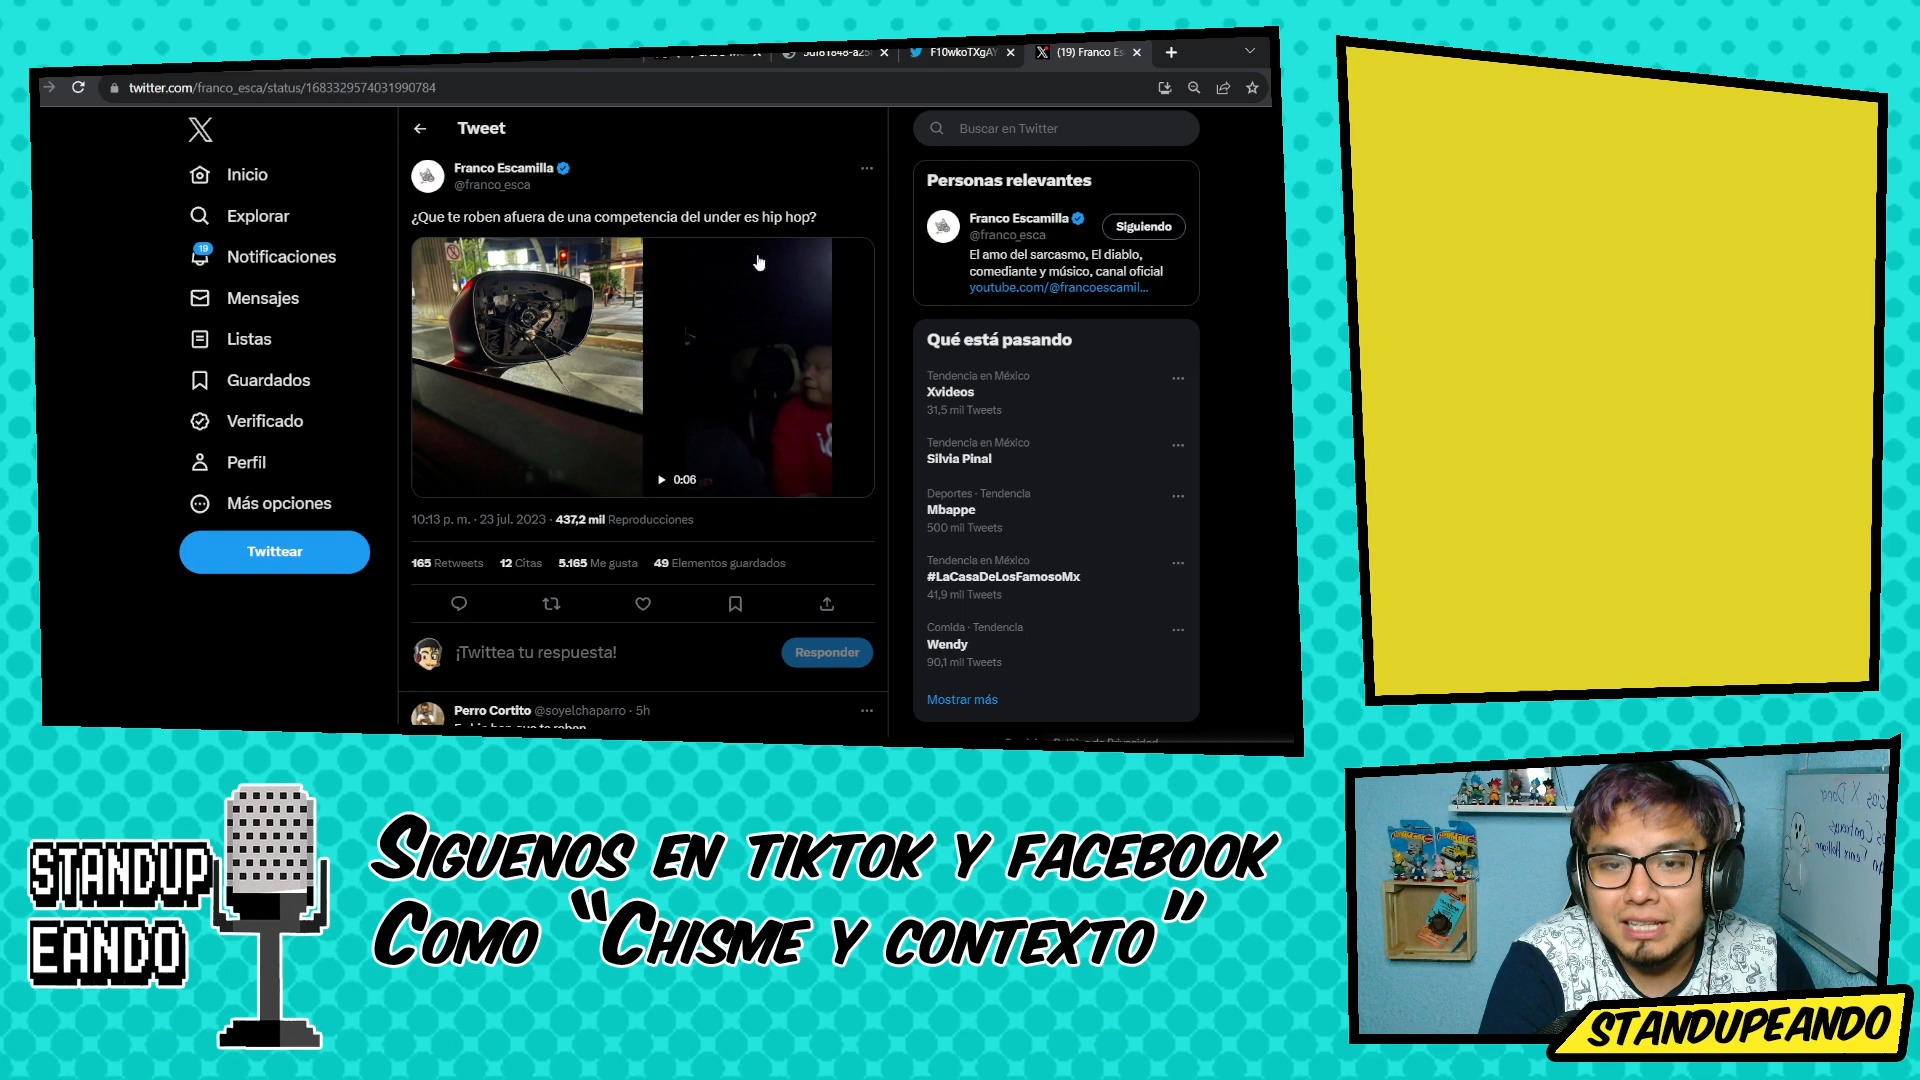 F10wkoTXgAY
(19) Franco Es
twitter.com/franco_esca/status/1683329574031990784
Inicio
Explorar
19
Notificaciones
Mensajes
Listas
Guardados
Verificado
Perfil
Más opciones
Twittear
Tweet
Franco Escamilla
@franco_esca
¿Que te roben afuera de una competencia del under es hip hop?
0:06
10:13 p. m. · 23 jul. 2023 · 437,2 mil Reproducciones
165 Retweets 12 Citas 5.165 Me gusta 49 Elementos guardados
¡Twittea tu respuesta!
Responder
Perro Cortito @soyelchaparro · 5h
Buscar en Twitter
Personas relevantes
Franco Escamilla
@franco_esca
Siguiendo
El amo del sarcasmo, El diablo,
comediante y músico, canal oficial
youtube.com/@francoescamil...
Qué está pasando
Tendencia en México
Xvideos
31,5 mil Tweets
Tendencia en México
Silvia Pinal
Deportes · Tendencia
Mbappe
500 mil Tweets
Tendencia en México
#LaCasaDeLosFamosoMx
41,9 mil Tweets
Comida · Tendencia
Wendy
90,1 mil Tweets
Mostrar más
STANDUP
EANDO
Siguenos en tiktok y facebook
Como "Chisme y contexto"
STANDUPEANDO